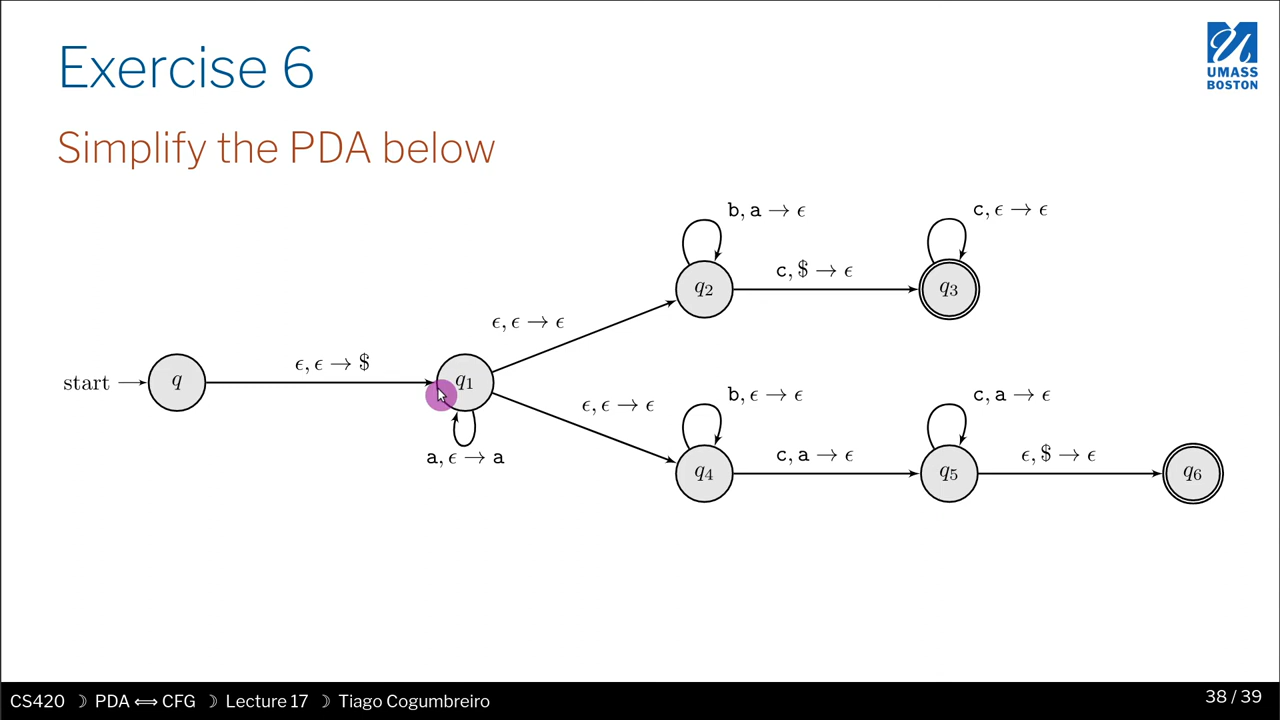 Exercise 6
UMASS
BOSTON
Simplify the PDA below
b, a → ϵ
c, ϵ → ϵ
q2
c, $ → ϵ
q3
ϵ, ϵ → ϵ
start
q
ϵ, ϵ → $
q1
a, ϵ → a
ϵ, ϵ → ϵ
b, ϵ → ϵ
c, a → ϵ
q4
c, a → ϵ
q5
ϵ, $ → ϵ
q6
CS420 ☽ PDA ⟺ CFG ☽ Lecture 17 ☽ Tiago Cogumbreiro
38 / 39